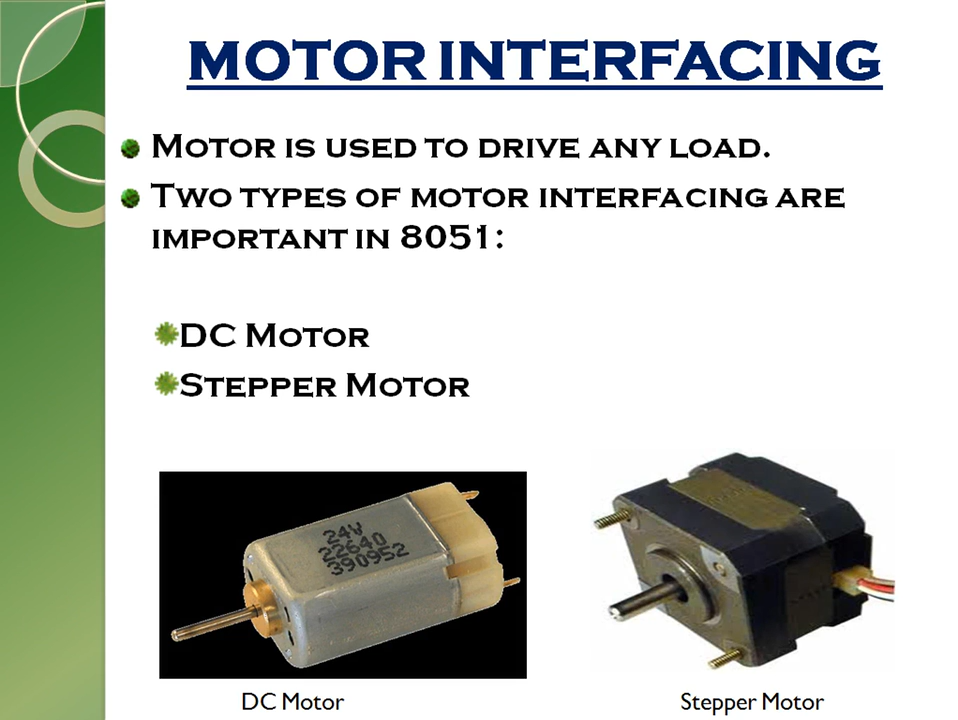 MOTOR INTERFACING
MOTOR IS USED TO DRIVE ANY LOAD.
TWO TYPES OF MOTOR INTERFACING ARE
IMPORTANT IN 8051:
DC MOTOR
STEPPER MOTOR
24V
22640
390952
DC Motor
Stepper Motor